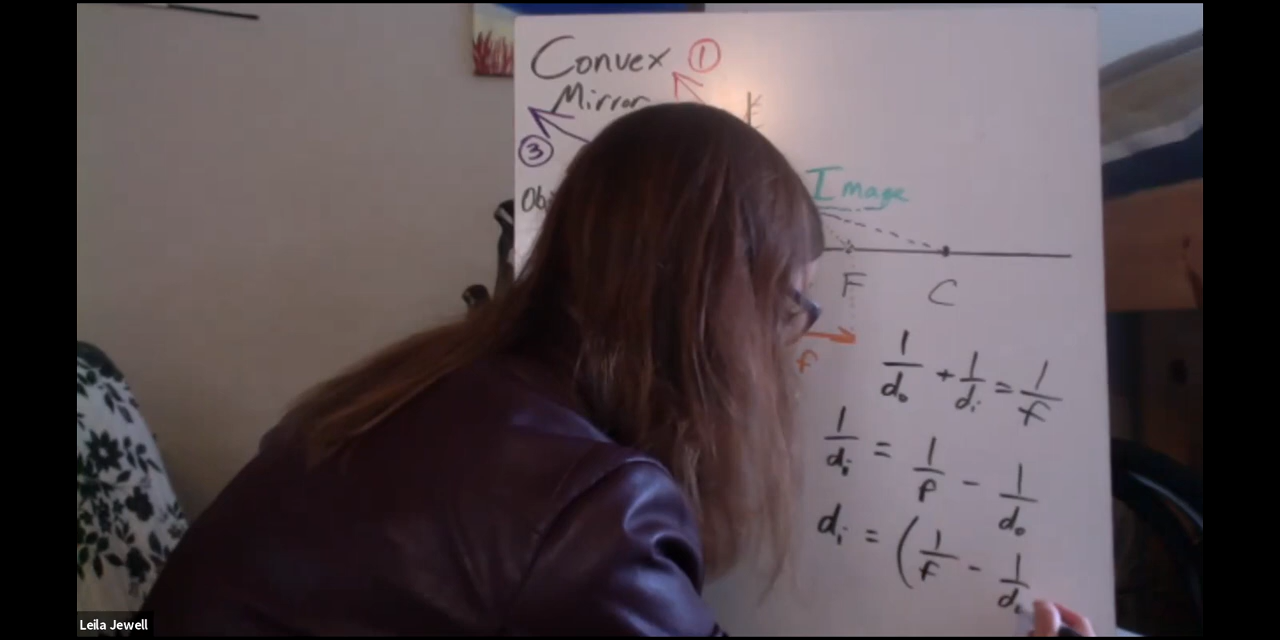 Convex ①
Mirror
③
Image
Obj
F C
f
1/d₀ + 1/dᵢ = 1/f
1/dᵢ = 1/f - 1/d₀
dᵢ = (1/f - 1/d₀
Leila Jewell